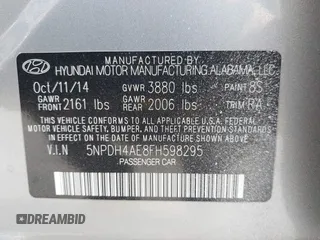 MANUFACTURED BY
HYUNDAI MOTOR MANUFACTURING ALABAMA, LLC
Oct/11/14 GVWR 3880 lbs PAINT 8S
GAWR FRONT 2161 lbs GAWR REAR 2006 lbs TRIM RA
THIS VEHICLE CONFORMS TO ALL APPLICABLE U.S.A. FEDERAL MOTOR VEHICLE SAFETY, BUMPER, AND THEFT PREVENTION STANDARDS IN EFFECT ON THE DATE OF MANUFACTURE SHOWN ABOVE.
V.I.N 5NPDH4AE8FH598295
PASSENGER CAR
© DREAMBID.COM